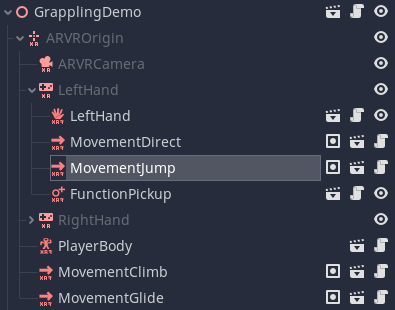 GrapplingDemo
ARVROrigin
ARVRCamera
LeftHand
LeftHand
MovementDirect
MovementJump
FunctionPickup
RightHand
PlayerBody
MovementClimb
MovementGlide